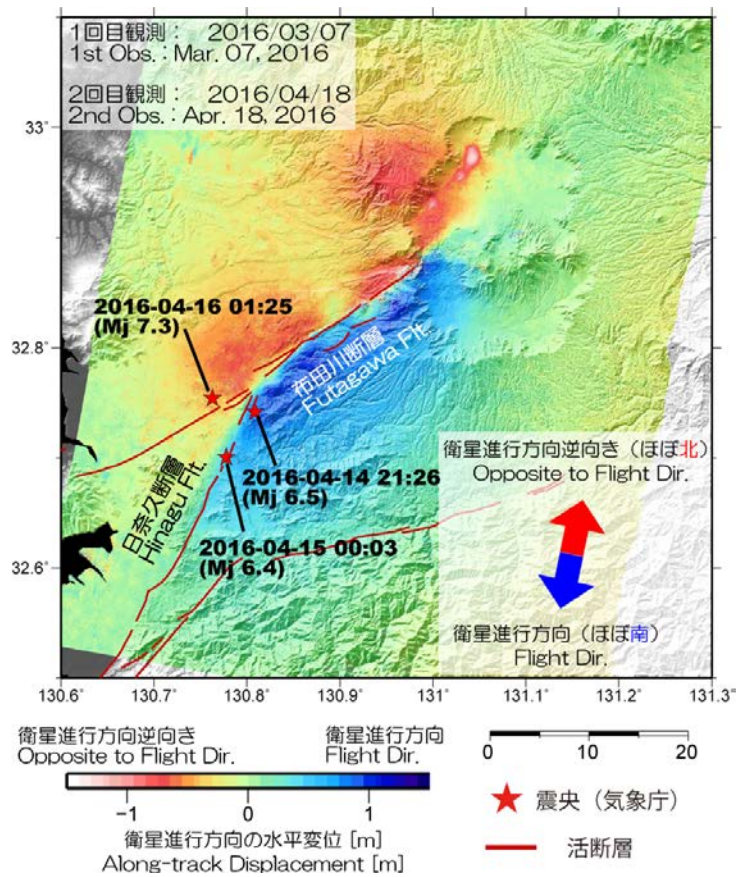 1回目観測： 2016/03/07
1st Obs.: Mar. 07, 2016
2回目観測： 2016/04/18
2nd Obs.: Apr. 18, 2016
33°
32.8°
32.6°
2016-04-16 01:25
(Mj 7.3)
布田川断層
Futagawa Flt.
日奈久断層
Hinagu Flt.
2016-04-14 21:26
(Mj 6.5)
2016-04-15 00:03
(Mj 6.4)
衛星進行方向逆向き（ほぼ北）
Opposite to Flight Dir.
衛星進行方向（ほぼ南）
Flight Dir.
130.6°
130.7°
130.8°
130.9°
131°
131.1°
131.2°
131.3°
衛星進行方向逆向き
Opposite to Flight Dir.
衛星進行方向
Flight Dir.
−1 0 1
衛星進行方向の水平変位 [m]
Along-track Displacement [m]
0 10 20
震央（気象庁）
活断層